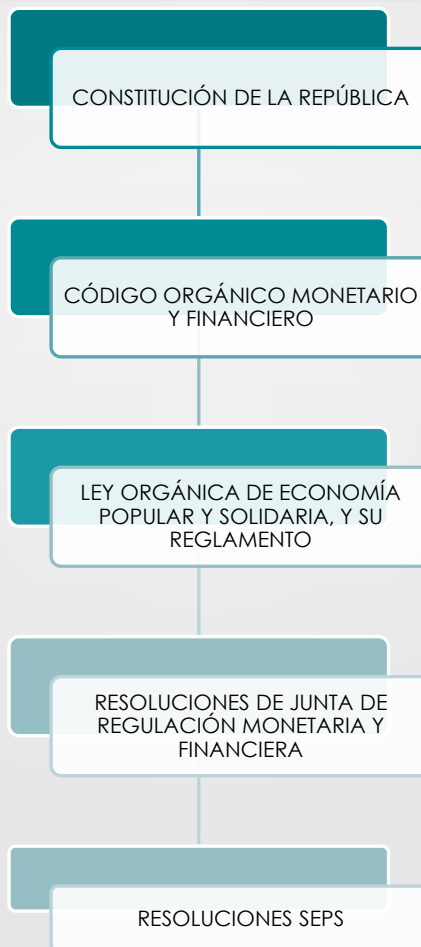 CONSTITUCIÓN DE LA REPÚBLICA
CÓDIGO ORGÁNICO MONETARIO
Y FINANCIERO
LEY ORGÁNICA DE ECONOMÍA
POPULAR Y SOLIDARIA, Y SU
REGLAMENTO
RESOLUCIONES DE JUNTA DE
REGULACIÓN MONETARIA Y
FINANCIERA
RESOLUCIONES SEPS